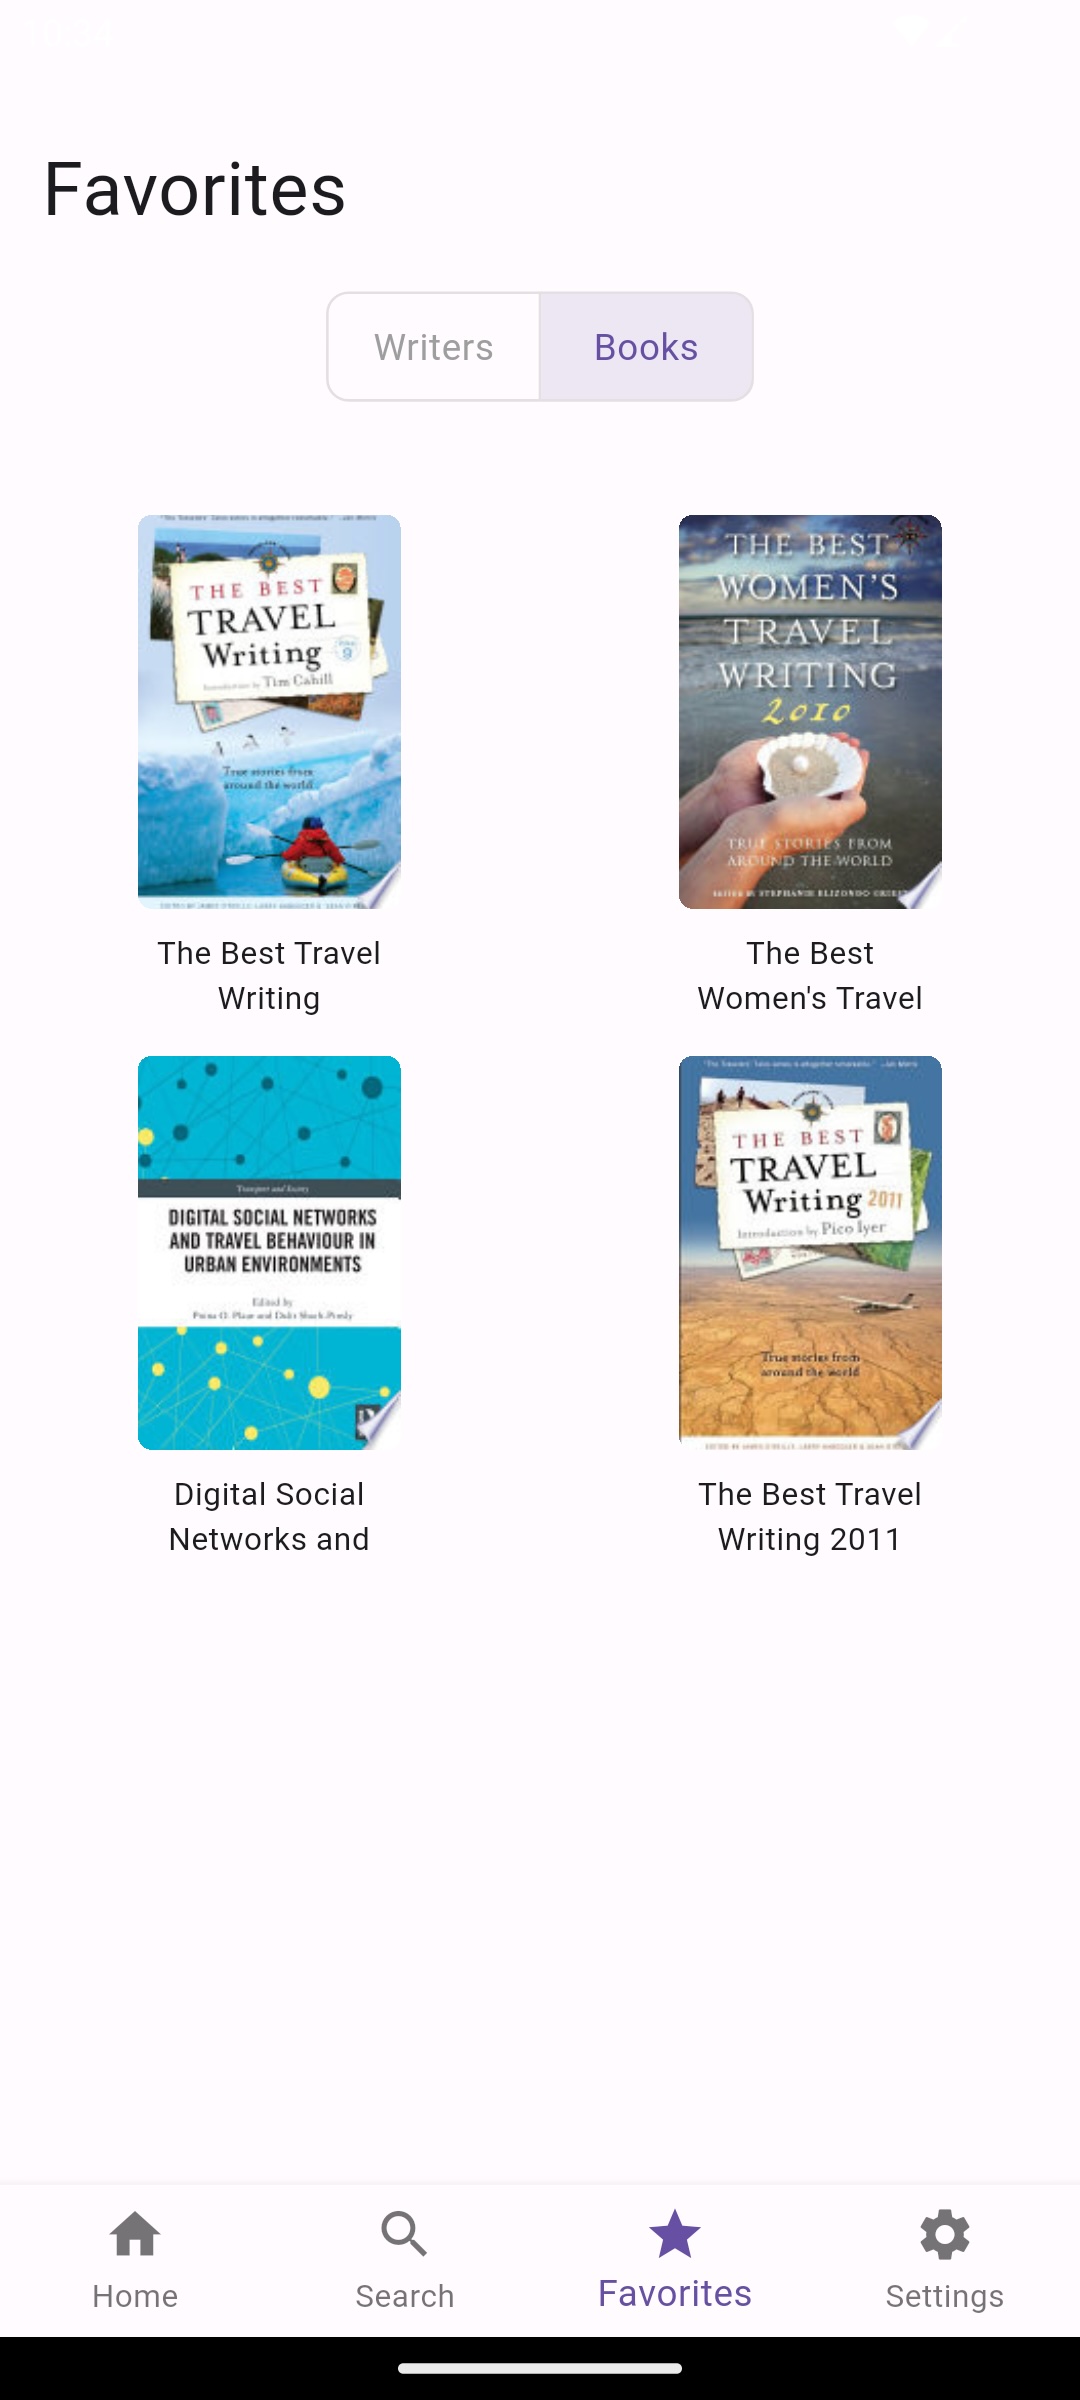 Favorites
Writers
Books
THE BEST
TRAVEL
Writing
Introduction by Tim Cahill
True stories from
around the world
The Best Travel
Writing
THE BEST
WOMEN'S
TRAVEL
WRITING
2010
TRUE STORIES FROM
AROUND THE WORLD
EDITED BY STEPHANIE ELIZONDO GRIEST
The Best
Women's Travel
Transport and Society
DIGITAL SOCIAL NETWORKS
AND TRAVEL BEHAVIOUR IN
URBAN ENVIRONMENTS
Edited by
Digital Social
Networks and
THE BEST
TRAVEL
Writing 2011
Introduction by Pico Iyer
True stories from
around the world
The Best Travel
Writing 2011
Home
Search
Favorites
Settings